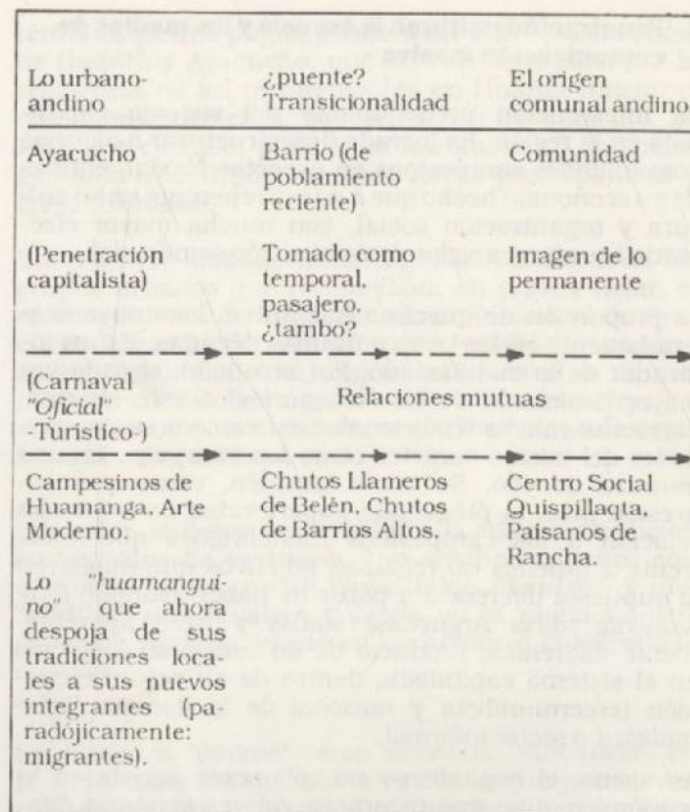 Lo urbano-
andino
¿puente?
Transicionalidad
El origen
comunal andino
Ayacucho
Barrio (de
poblamiento
reciente)
Comunidad
(Penetración
capitalista)
Tomado como
temporal,
pasajero,
¿tambo?
Imagen de lo
permanente
(Carnaval
"Oficial"
-Turístico-)
Relaciones mutuas
Campesinos de
Huamanga. Arte
Moderno.
Chutos Llameros
de Belén. Chutos
de Barrios Altos.
Centro Social
Quispillaqta,
Paisanos de
Rancha.
Lo "huamangui-
no" que ahora
despoja de sus
tradiciones loca-
les a sus nuevos
integrantes (pa-
radójicamente:
migrantes).